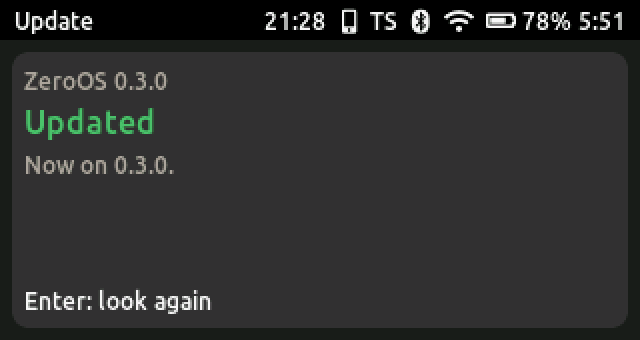 Update 21:28 TS 78% 5:51
ZeroOS 0.3.0
Updated
Now on 0.3.0.
Enter: look again